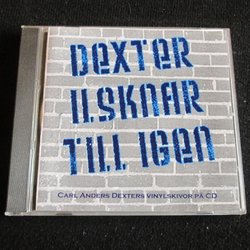 DEXTER
ILSKNAR
TILL IGEN
CARL ANDERS DEXTERS VINYLSKIVOR PÅ CD